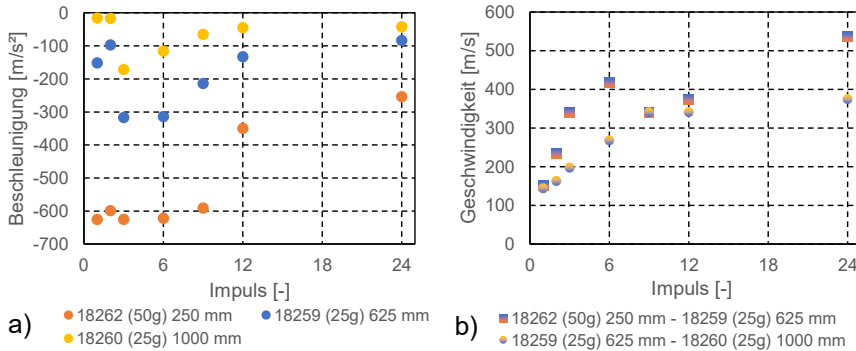 0
-100
-200
-300
-400
-500
-600
-700
Beschleunigung [m/s²]
0 6 12 18 24
Impuls [-]
a)
18262 (50g) 250 mm 18259 (25g) 625 mm
18260 (25g) 1000 mm
600
500
400
300
200
100
0
Geschwindigkeit [m/s]
0 6 12 18 24
Impuls [-]
b)
18262 (50g) 250 mm - 18259 (25g) 625 mm
18259 (25g) 625 mm - 18260 (25g) 1000 mm